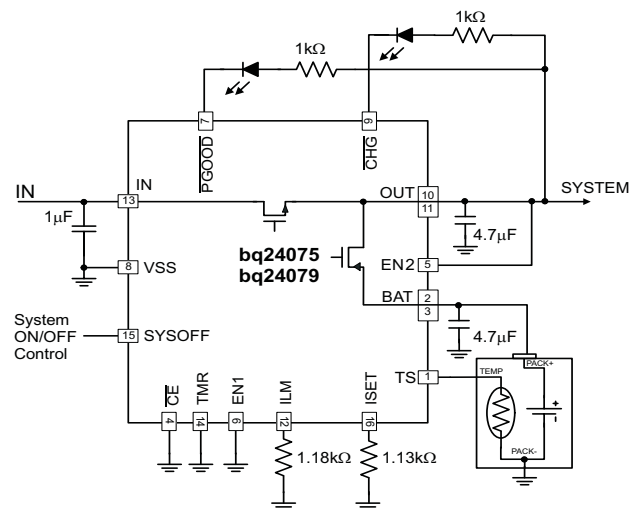 1kΩ
1kΩ
7
9
PGOOD
CHG
IN
IN
13
OUT
10
11
SYSTEM
1μF
4.7μF
bq24075
bq24079
EN2
5
8
VSS
BAT
2
3
System
ON/OFF
Control
15
SYSOFF
4.7μF
PACK+
TS
1
TEMP
+
-
CE
TMR
EN1
ILM
ISET
4
14
6
12
16
PACK-
1.18kΩ
1.13kΩ